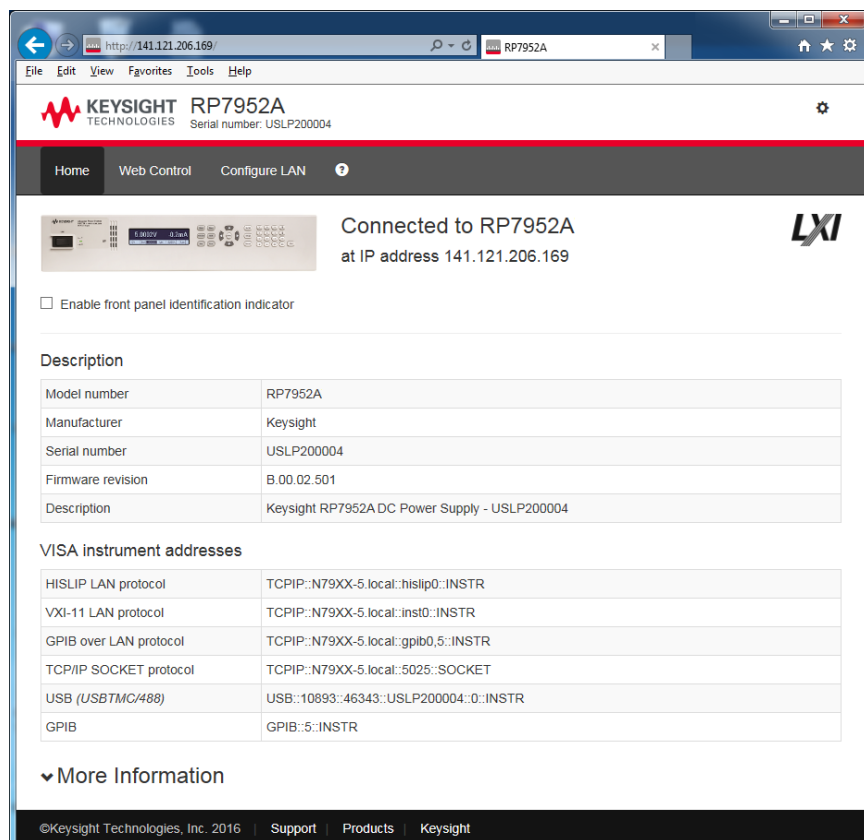 http://141.121.206.169/
RP7952A
File Edit View Favorites Tools Help
KEYSIGHT
TECHNOLOGIES
RP7952A
Serial number: USLP200004
Home Web Control Configure LAN
Connected to RP7952A
at IP address 141.121.206.169
LXI
5.0002V
Enable front panel identification indicator
Description
Model number RP7952A
Manufacturer Keysight
Serial number USLP200004
Firmware revision B.00.02.501
Description Keysight RP7952A DC Power Supply - USLP200004
VISA instrument addresses
HISLIP LAN protocol TCPIP::N79XX-5.local::hislip0::INSTR
VXI-11 LAN protocol TCPIP::N79XX-5.local::inst0::INSTR
GPIB over LAN protocol TCPIP::N79XX-5.local::gpib0,5::INSTR
TCP/IP SOCKET protocol TCPIP::N79XX-5.local::5025::SOCKET
USB (USBTMC/488) USB::10893::46343::USLP200004::0::INSTR
GPIB GPIB::5::INSTR
More Information
©Keysight Technologies, Inc. 2016 | Support | Products | Keysight